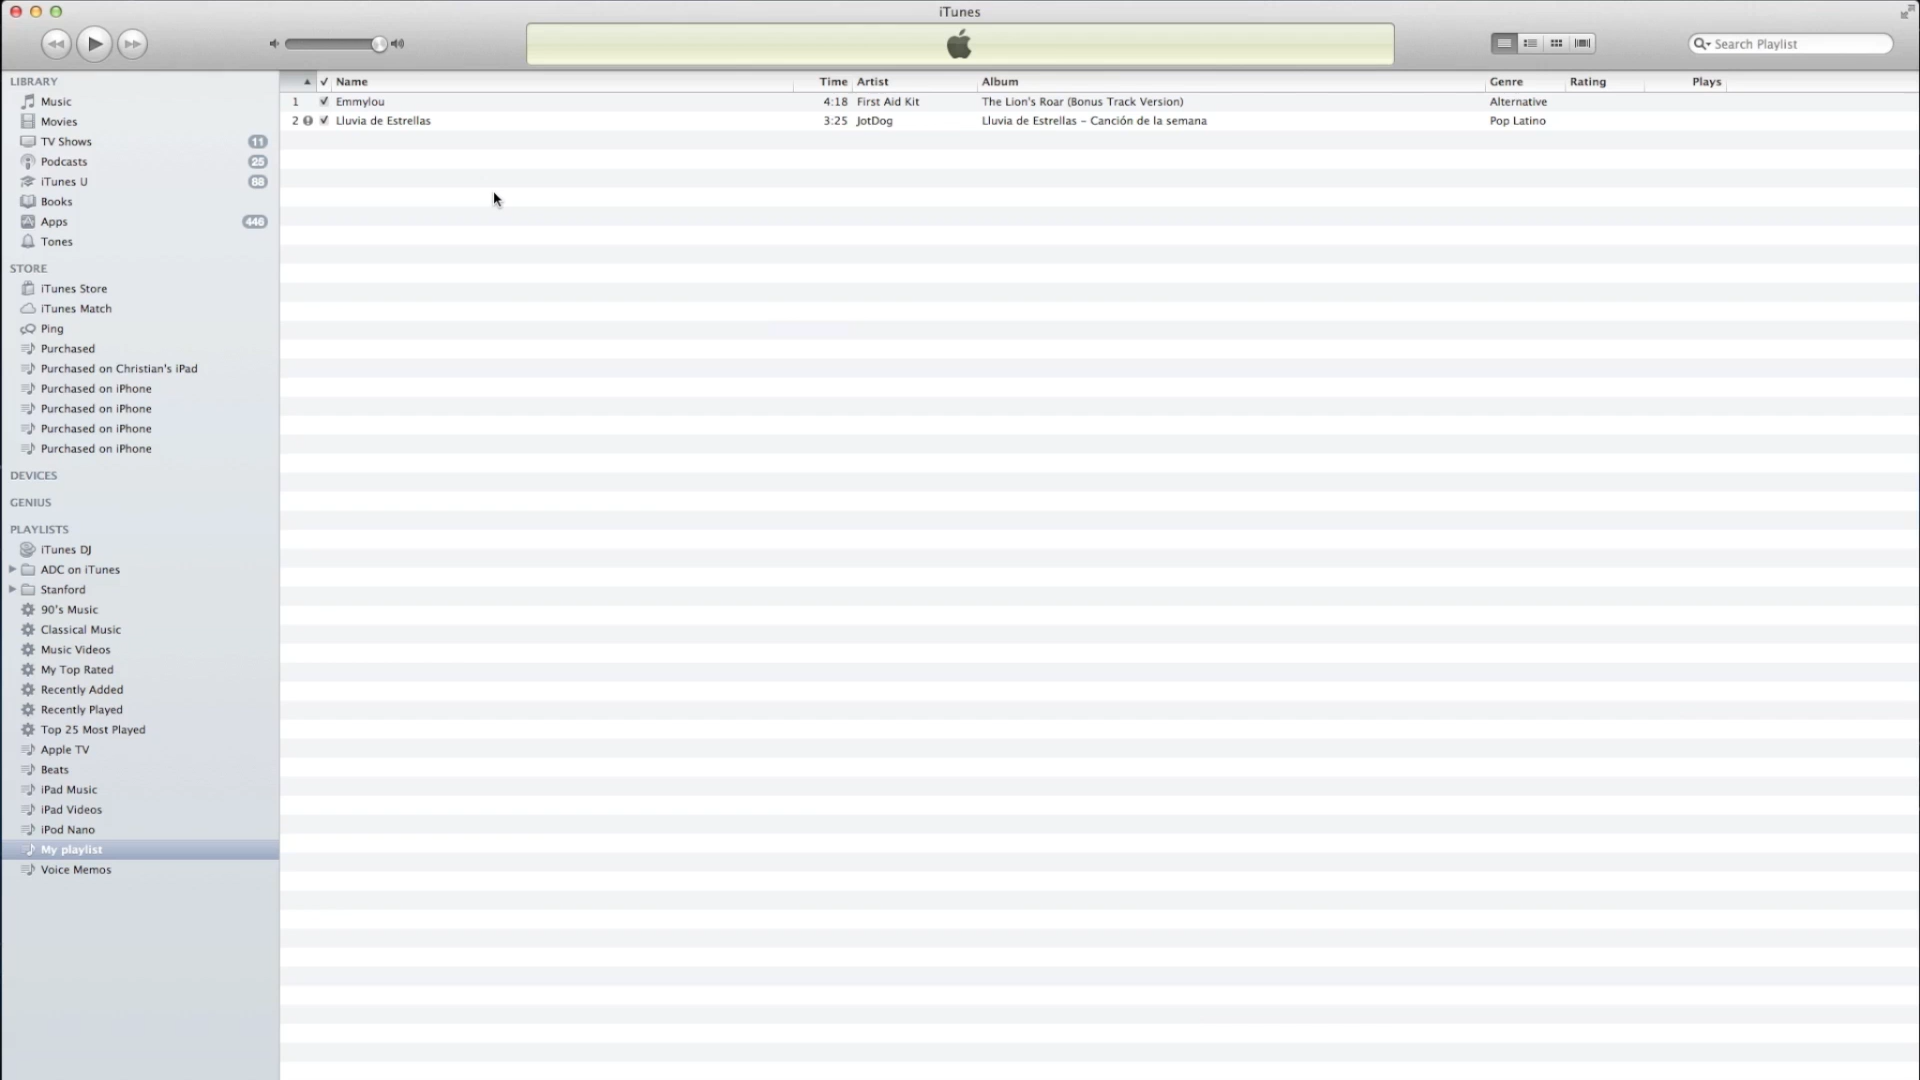 iTunes
Search Playlist
LIBRARY
Music
Movies
TV Shows 11
Podcasts 25
iTunes U 88
Books
Apps 446
Tones
STORE
iTunes Store
iTunes Match
Ping
Purchased
Purchased on Christian's iPad
Purchased on iPhone
Purchased on iPhone
Purchased on iPhone
Purchased on iPhone
DEVICES
GENIUS
PLAYLISTS
iTunes DJ
ADC on iTunes
Stanford
90's Music
Classical Music
Music Videos
My Top Rated
Recently Added
Recently Played
Top 25 Most Played
Apple TV
Beats
iPad Music
iPad Videos
iPod Nano
My playlist
Voice Memos
Name Time Artist Album Genre Rating Plays
1 Emmylou 4:18 First Aid Kit The Lion's Roar (Bonus Track Version) Alternative
2 Lluvia de Estrellas 3:25 JotDog Lluvia de Estrellas – Canción de la semana Pop Latino